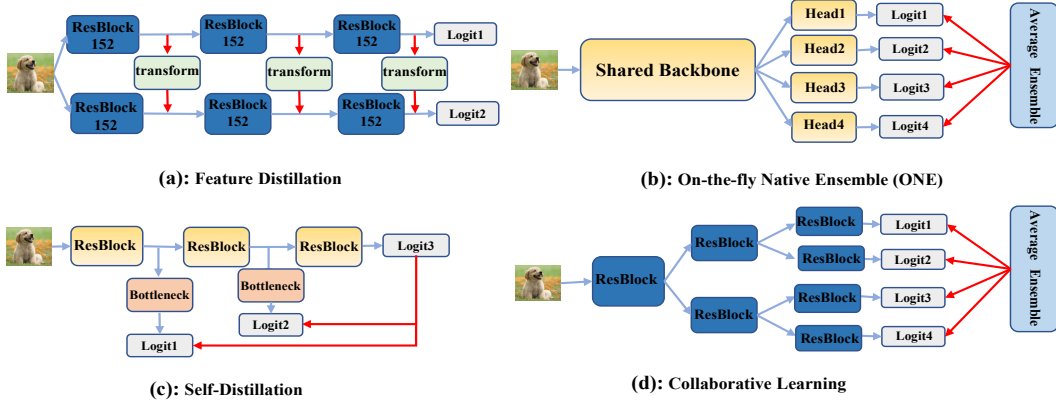 ResBlock
152
ResBlock
152
ResBlock
152
Logit1
transform
transform
transform
ResBlock
152
ResBlock
152
ResBlock
152
Logit2
(a): Feature Distillation
Shared Backbone
Head1
Head2
Head3
Head4
Logit1
Logit2
Logit3
Logit4
Average Ensemble
(b): On-the-fly Native Ensemble (ONE)
ResBlock
ResBlock
ResBlock
Logit3
Bottleneck
Bottleneck
Logit2
Logit1
(c): Self-Distillation
ResBlock
ResBlock
ResBlock
ResBlock
ResBlock
ResBlock
ResBlock
Logit1
Logit2
Logit3
Logit4
Average Ensemble
(d): Collaborative Learning